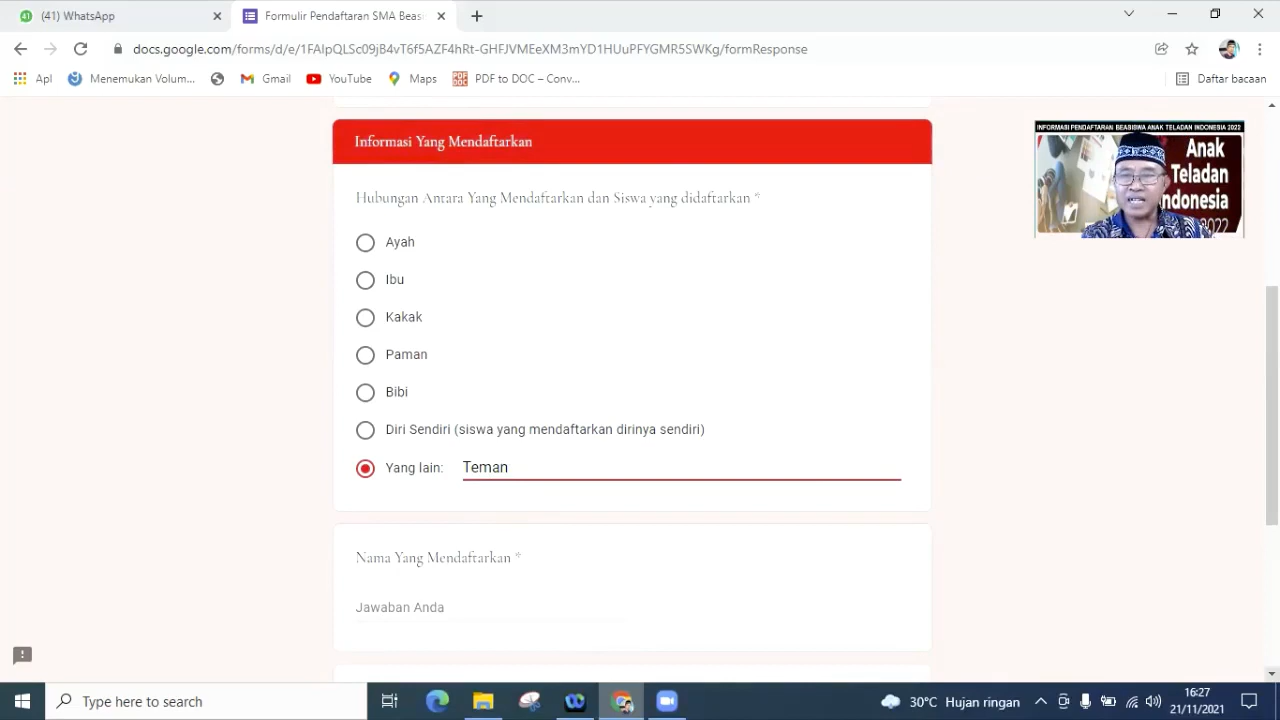 (41) WhatsApp
Formulir Pendaftaran SMA Beas
docs.google.com/forms/d/e/1FAIpQLSc09jB4vT6f5AZF4hRt-GHFJVMEeXM3mYD1HUuPFYGMR5SWKg/formResponse
Apl
Menemukan Volum...
Gmail
YouTube
Maps
PDF to DOC – Conv...
Daftar bacaan
Informasi Yang Mendaftarkan
INFORMASI PENDAFTARAN BEASISWA ANAK TELADAN INDONESIA 2022
Anak
Teladan
Indonesia
2022
Hubungan Antara Yang Mendaftarkan dan Siswa yang didaftarkan *
Ayah
Ibu
Kakak
Paman
Bibi
Diri Sendiri (siswa yang mendaftarkan dirinya sendiri)
Yang lain: Teman
Nama Yang Mendaftarkan *
Jawaban Anda
Type here to search
30°C Hujan ringan
16:27
21/11/2021